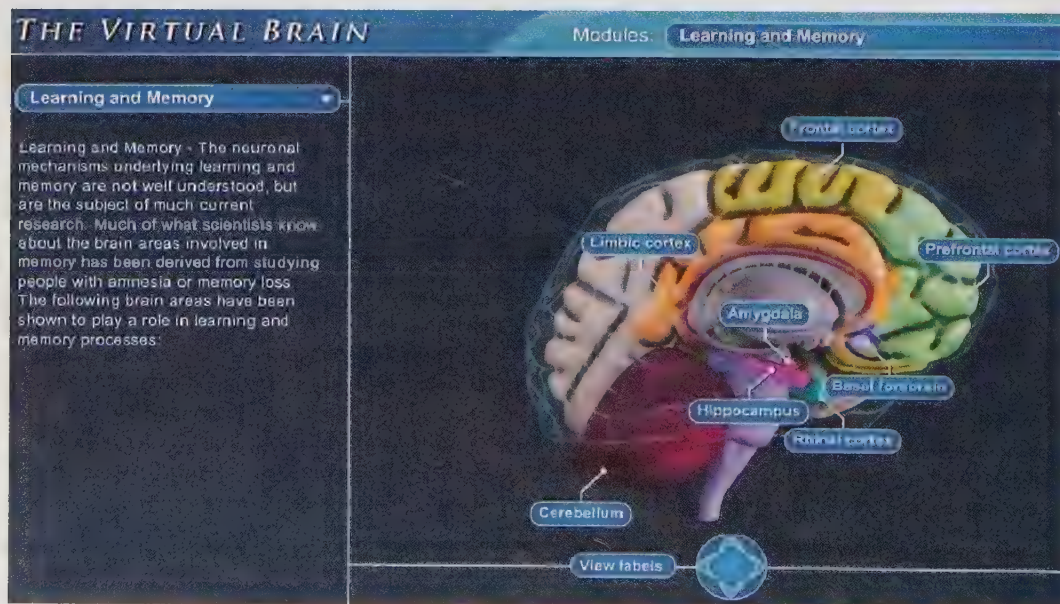 THE VIRTUAL BRAIN
Modules: Learning and Memory
Learning and Memory
Learning and Memory - The neuronal
mechanisms underlying learning and
memory are not well understood, but
are the subject of much current
research. Much of what scientists know
about the brain areas involved in
memory has been derived from studying
people with amnesia or memory loss
The following brain areas have been
shown to play a role in learning and
memory processes:
Frontal cortex
Limbic cortex
Prefrontal cortex
Amygdala
Basal forebrain
Hippocampus
Rhinal cortex
Cerebellum
View labels